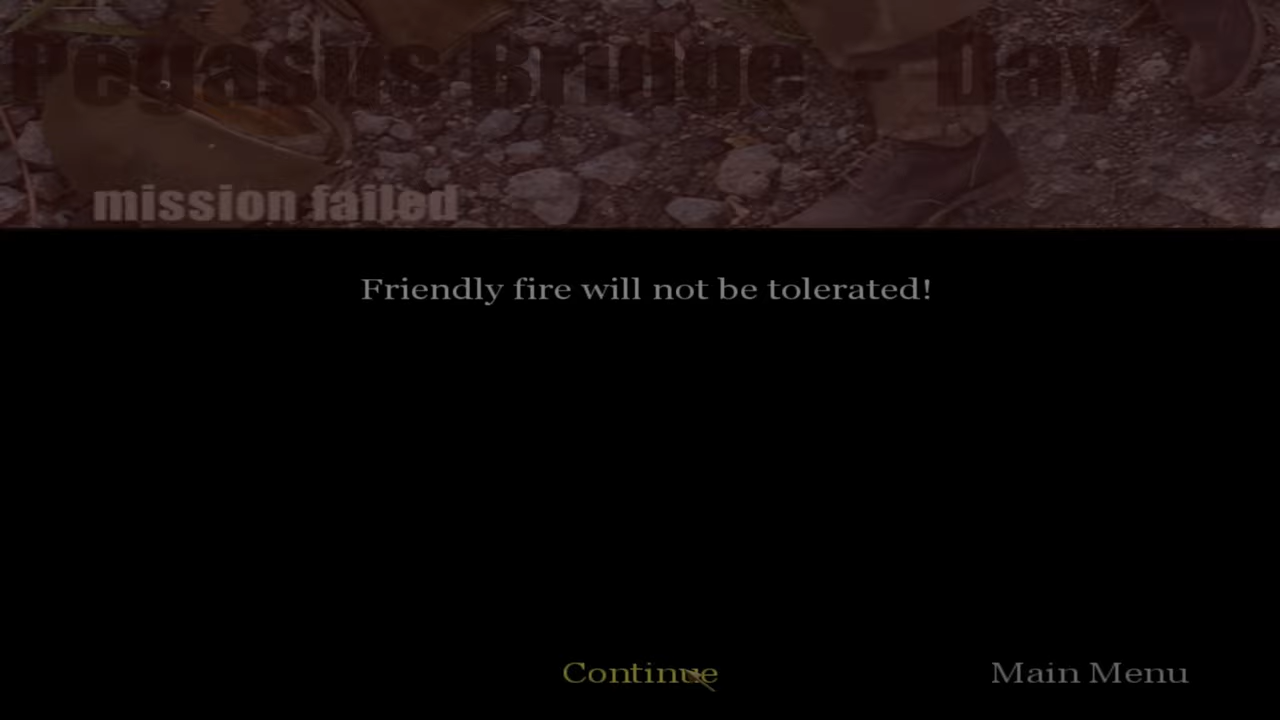 Pegasus Bridge - Day
mission failed
Friendly fire will not be tolerated!
Continue
Main Menu